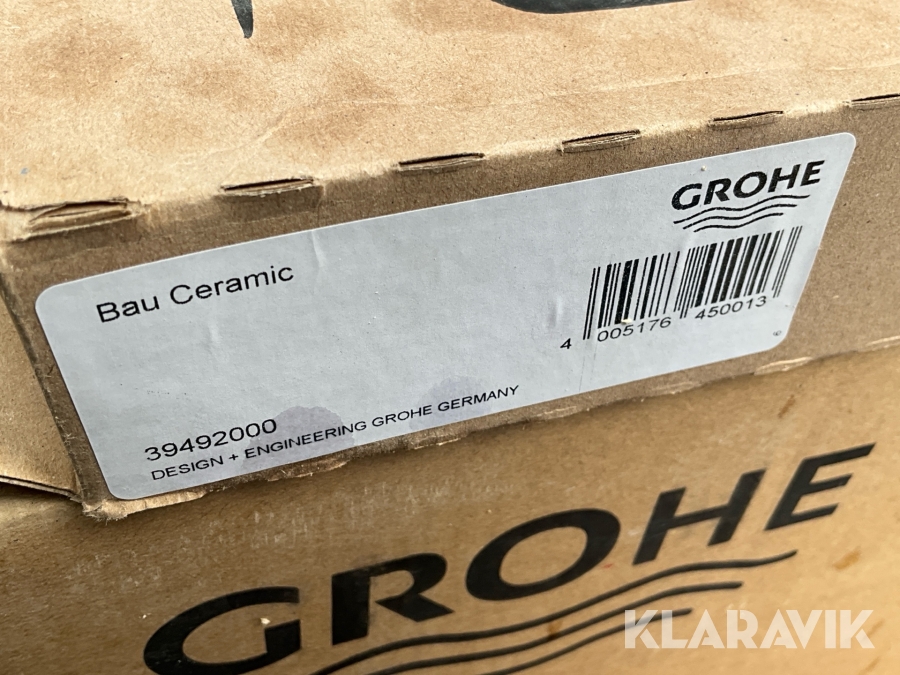 GROHE
Bau Ceramic
4 005176 450013
39492000
DESIGN + ENGINEERING GROHE GERMANY
GROHE
KLARAVIK